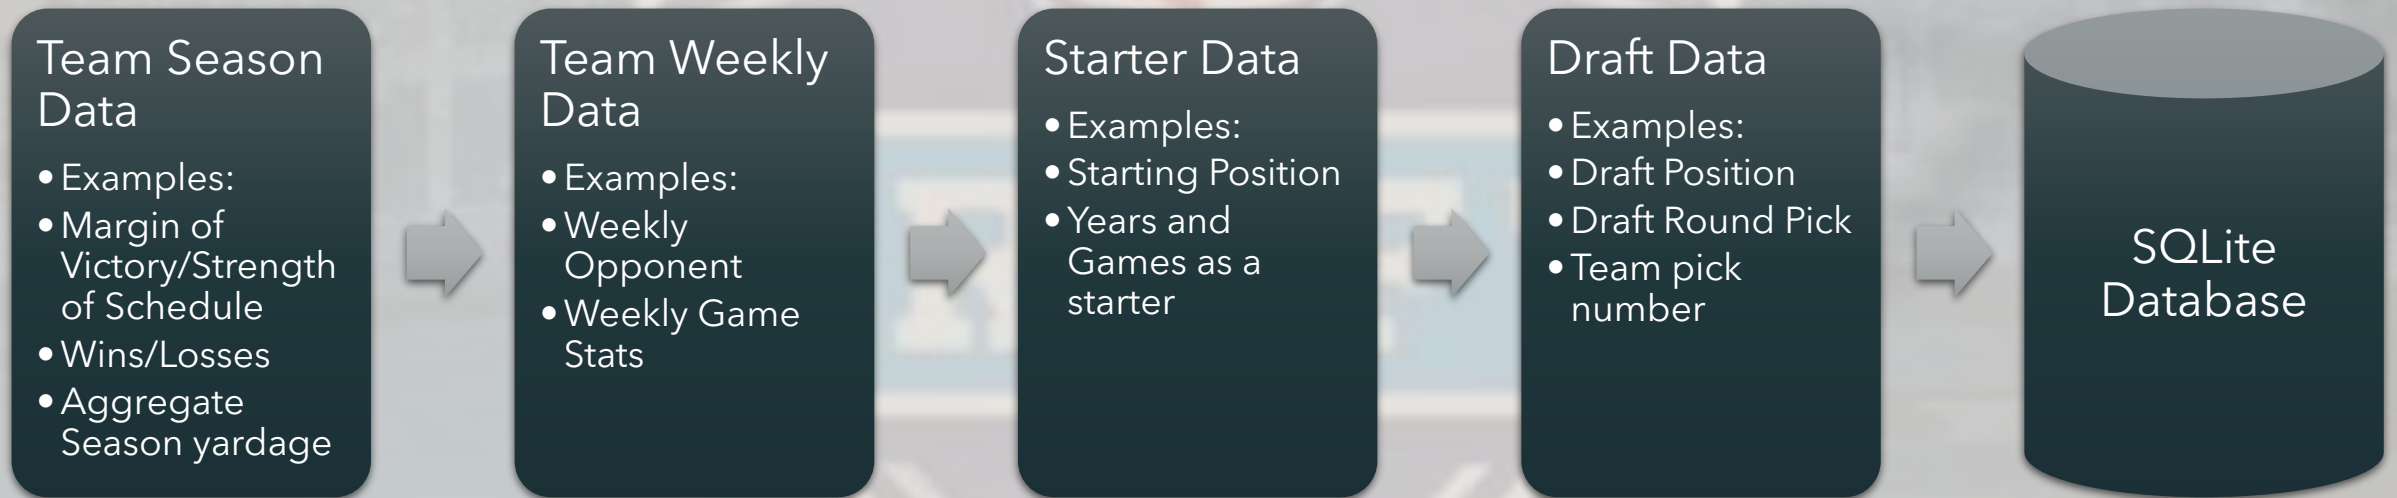 Team Season
Data
• Examples:
• Margin of
Victory/Strength
of Schedule
• Wins/Losses
• Aggregate
Season yardage
Team Weekly
Data
• Examples:
• Weekly
Opponent
• Weekly Game
Stats
Starter Data
• Examples:
• Starting Position
• Years and
Games as a
starter
Draft Data
• Examples:
• Draft Position
• Draft Round Pick
• Team pick
number
SQLite
Database